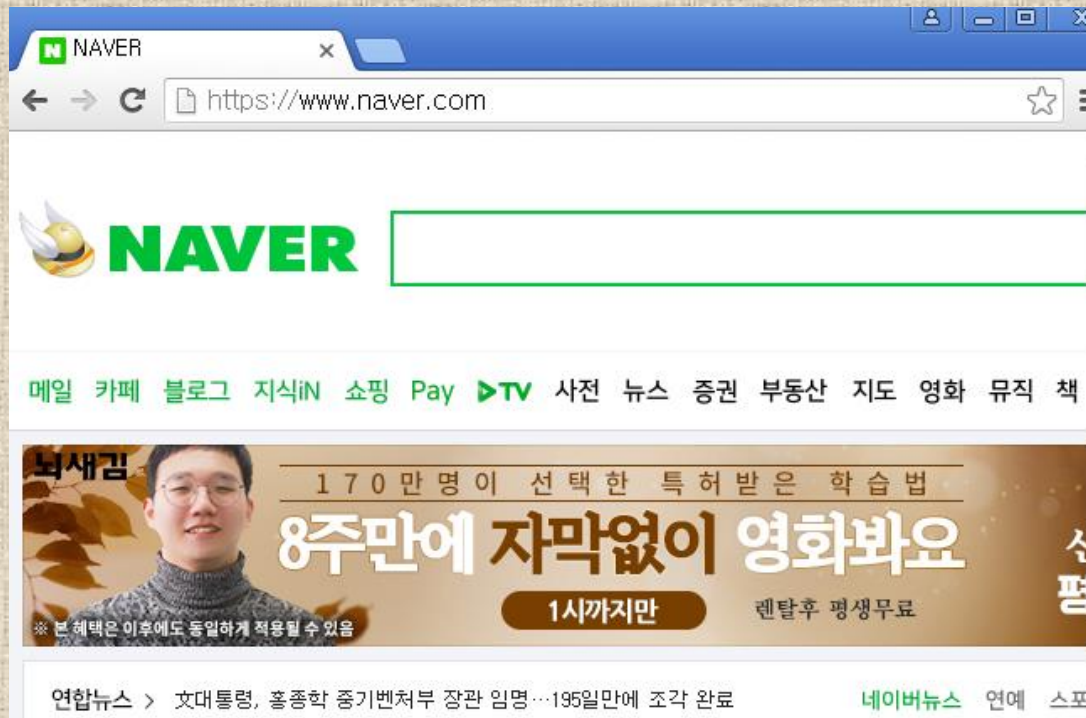 NAVER
https://www.naver.com
NAVER
메일 카페 블로그 지식iN 쇼핑 Pay TV 사전 뉴스 증권 부동산 지도 영화 뮤직 책
뇌새김
170만명이 선택한 특허받은 학습법
8주만에 자막없이 영화봐요
1시까지만 렌탈후 평생무료
※ 본 혜택은 이후에도 동일하게 적용될 수 있음
연합뉴스 > 文대통령, 홍종학 중기벤처부 장관 임명…195일만에 조각 완료 네이버뉴스 연예